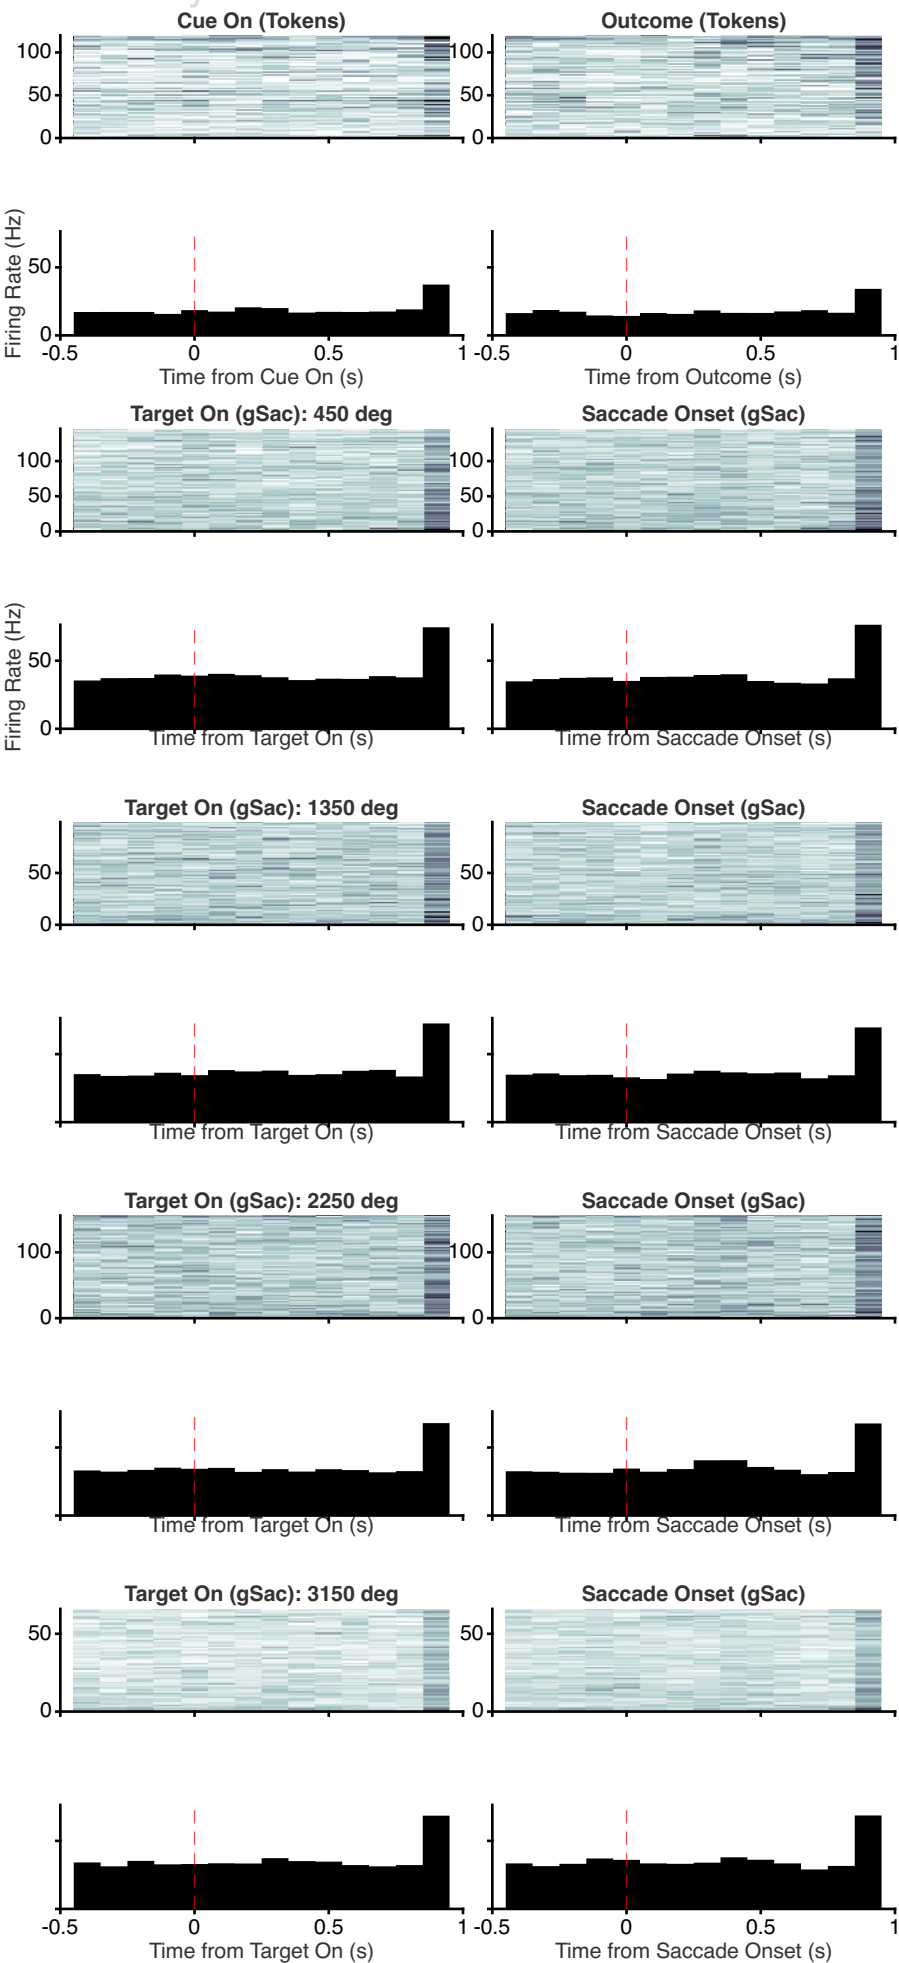 Cue On (Tokens) Outcome (Tokens)
100 100
50 50
0 0
Firing Rate (Hz)
50
0
-0.5 0 0.5 1 -0.5 0 0.5 1
Time from Cue On (s) Time from Outcome (s)
Target On (gSac): 450 deg Saccade Onset (gSac)
100 100
50 50
0 0
Firing Rate (Hz)
50
0
Time from Target On (s) Time from Saccade Onset (s)
Target On (gSac): 1350 deg Saccade Onset (gSac)
50 50
0 0
Time from Target On (s) Time from Saccade Onset (s)
Target On (gSac): 2250 deg Saccade Onset (gSac)
100 100
0 0
Time from Target On (s) Time from Saccade Onset (s)
Target On (gSac): 3150 deg Saccade Onset (gSac)
50 50
0 0
-0.5 0 0.5 1 -0.5 0 0.5 1
Time from Target On (s) Time from Saccade Onset (s)